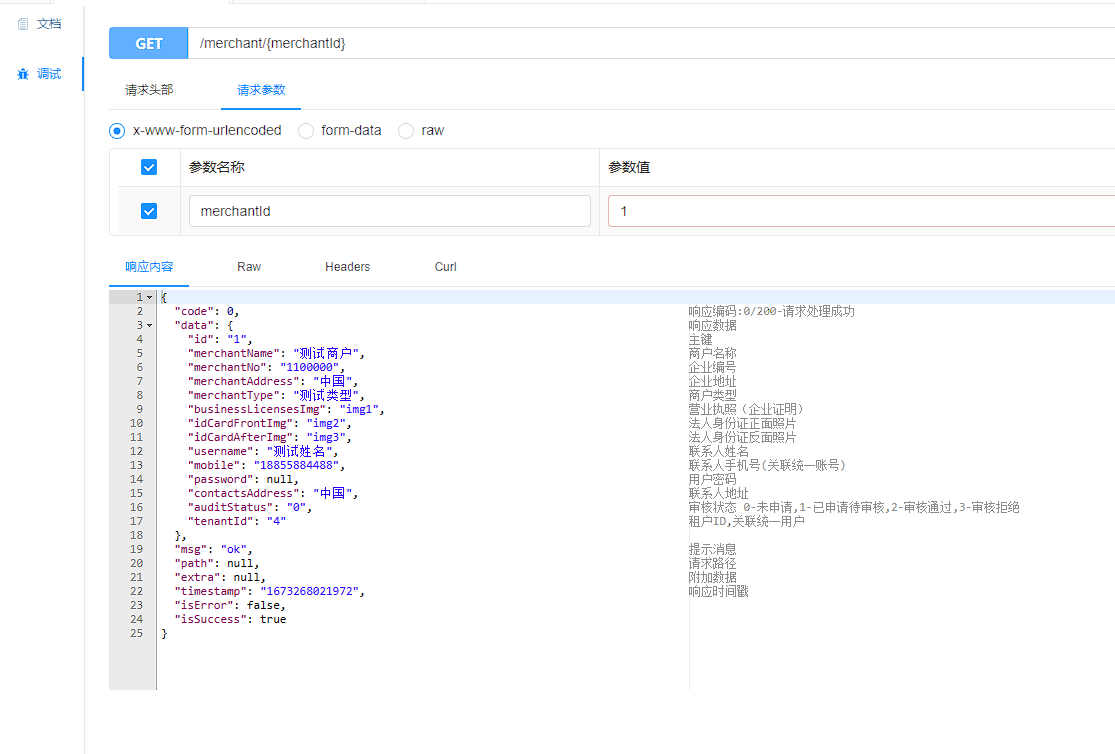 文档
调试
GET /merchant/{merchantId}
请求头部 请求参数
x-www-form-urlencoded form-data raw
参数名称 参数值
merchantId 1
响应内容 Raw Headers Curl
1 {
2 "code": 0, 响应编码:0/200-请求处理成功
3 "data": { 响应数据
4 "id": "1", 主键
5 "merchantName": "测试商户", 商户名称
6 "merchantNo": "1100000", 企业编号
7 "merchantAddress": "中国", 企业地址
8 "merchantType": "测试类型", 商户类型
9 "businessLicensesImg": "img1", 营业执照（企业证明）
10 "idCardFrontImg": "img2", 法人身份证正面照片
11 "idCardAfterImg": "img3", 法人身份证反面照片
12 "username": "测试姓名", 联系人姓名
13 "mobile": "18855884488", 联系人手机号(关联统一账号)
14 "password": null, 用户密码
15 "contactsAddress": "中国", 联系人地址
16 "auditStatus": "0", 审核状态 0-未申请,1-已申请待审核,2-审核通过,3-审核拒绝
17 "tenantId": "4" 租户ID,关联统一用户
18 },
19 "msg": "ok", 提示消息
20 "path": null, 请求路径
21 "extra": null, 附加数据
22 "timestamp": "1673268021972", 响应时间戳
23 "isError": false,
24 "isSuccess": true
25 }